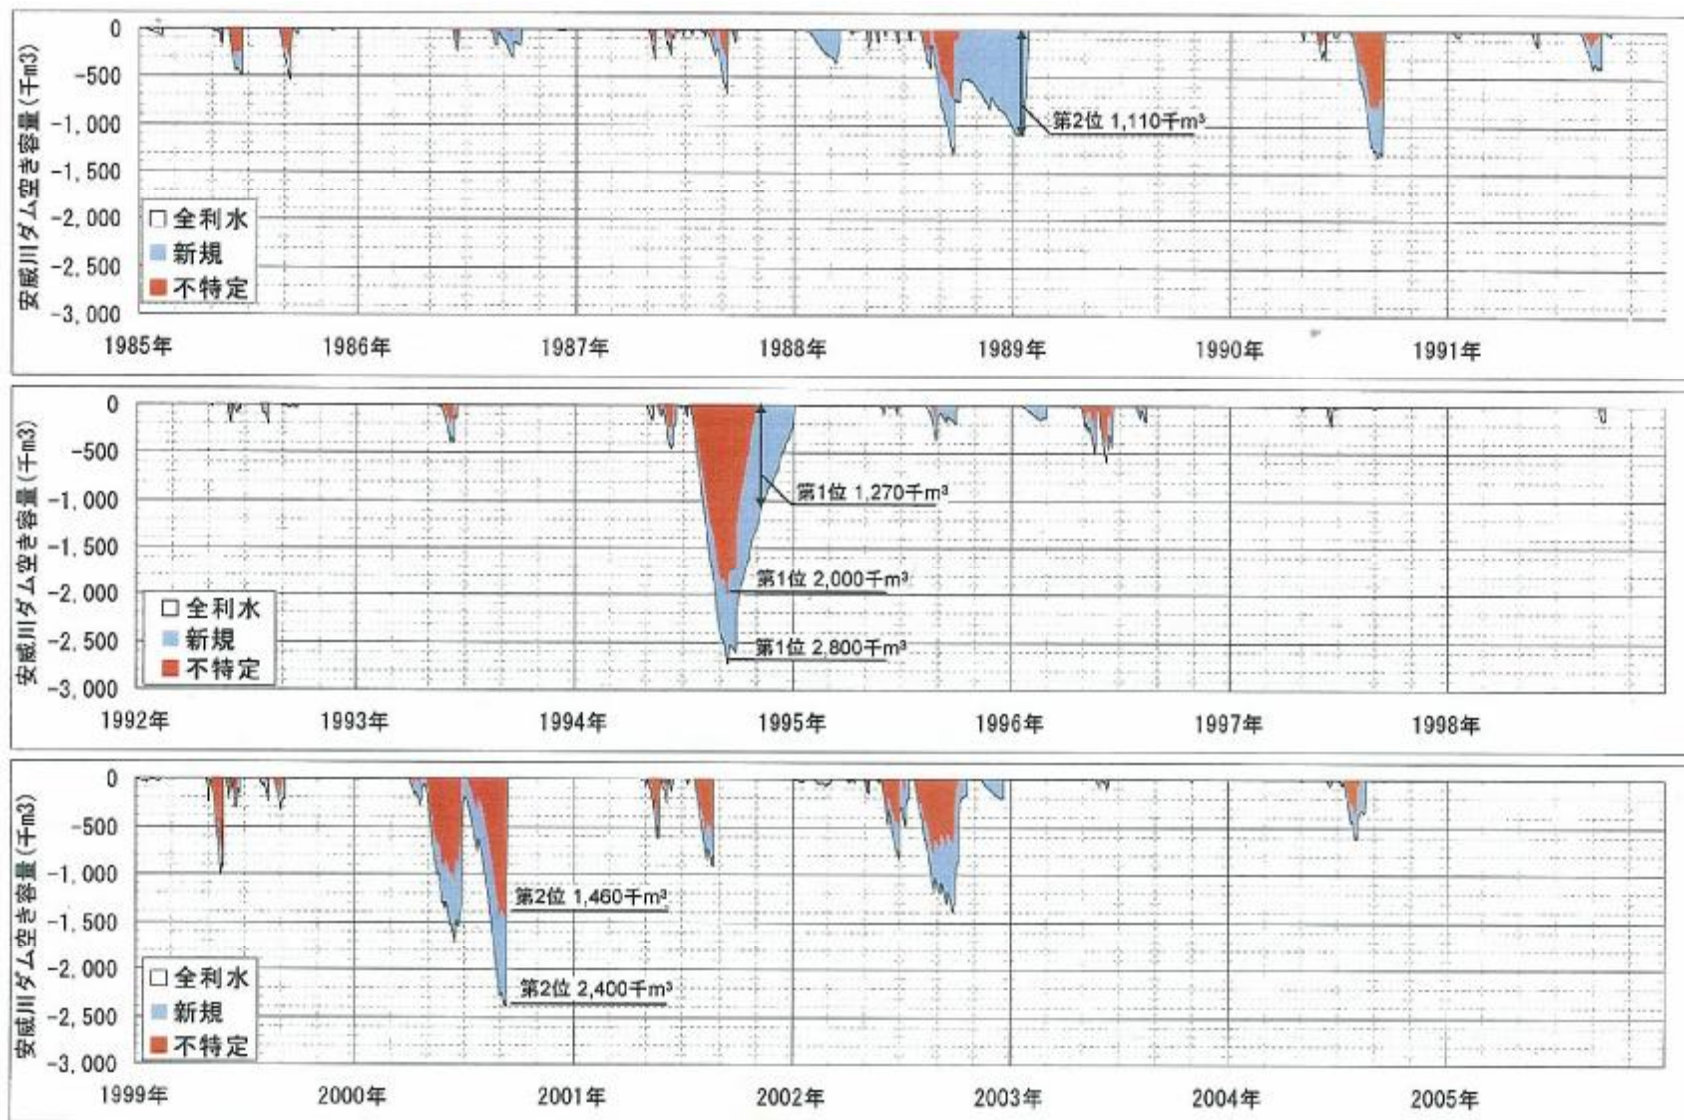 安威川ダム空き容量(千m3)
0
-500
-1,000
-1,500
-2,000
-2,500
-3,000
第2位 1,110千m³
全利水
新規
不特定
1985年 1986年 1987年 1988年 1989年 1990年 1991年
安威川ダム空き容量(千m3)
0
-500
-1,000
-1,500
-2,000
-2,500
-3,000
第1位 1,270千m³
第1位 2,000千m³
第1位 2,800千m³
全利水
新規
不特定
1992年 1993年 1994年 1995年 1996年 1997年 1998年
安威川ダム空き容量(千m3)
0
-500
-1,000
-1,500
-2,000
-2,500
-3,000
第2位 1,460千m³
第2位 2,400千m³
全利水
新規
不特定
1999年 2000年 2001年 2002年 2003年 2004年 2005年